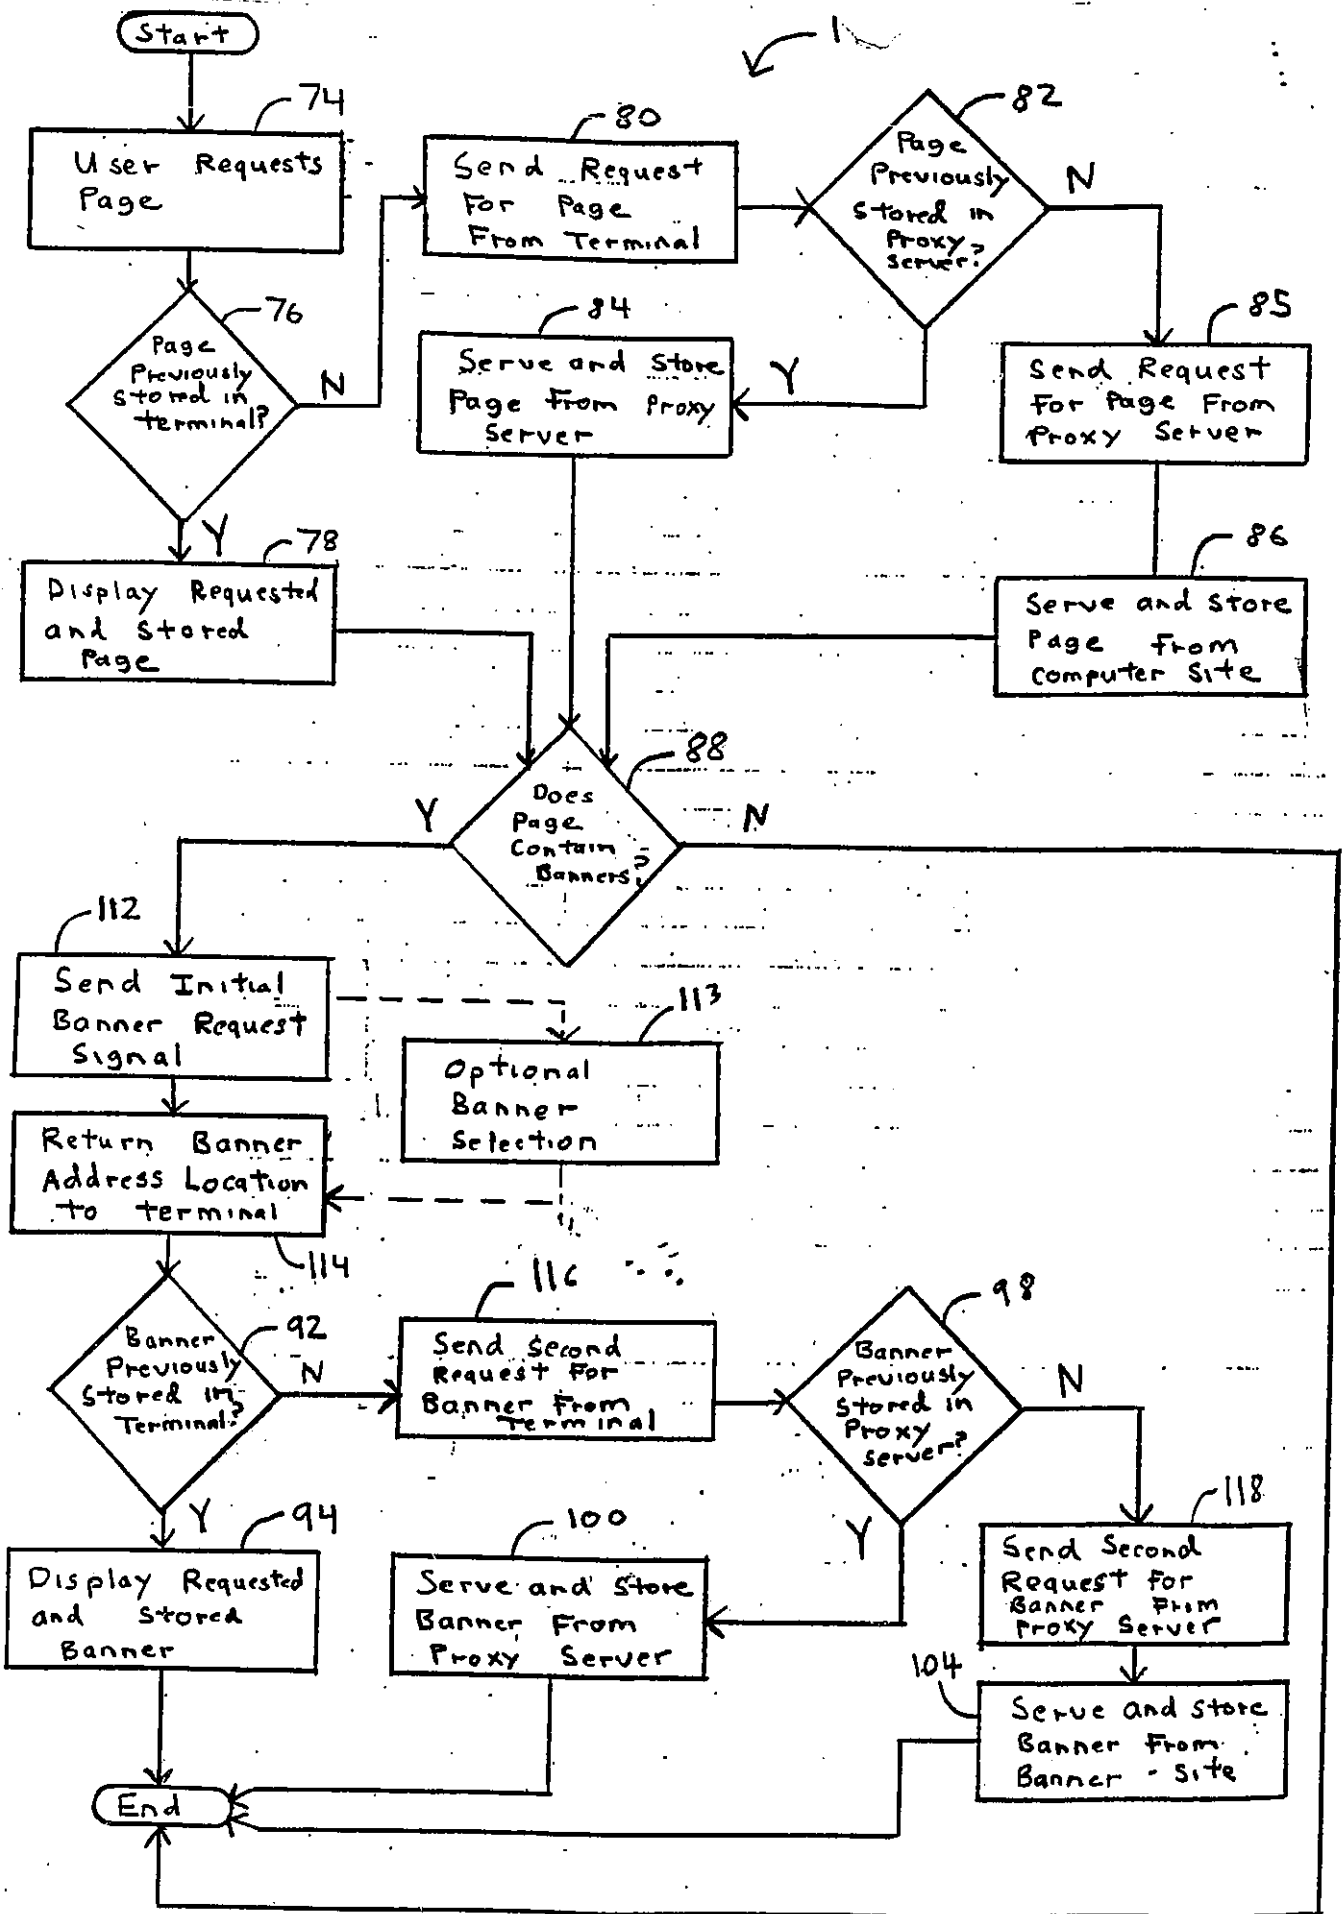 Start
1
74
User Requests
Page
80
Send Request
For Page
From Terminal
82
Page
Previously
Stored in
Proxy
Server?
N
76
Page
Previously
Stored in
terminal?
N
Y
84
Serve and Store
Page From Proxy
Server
Y
85
Send Request
For Page From
Proxy Server
78
Display Requested
and Stored
Page
86
Serve and Store
Page From
Computer Site
88
Does
Page
Contain
Banners?
Y
N
112
Send Initial
Banner Request
Signal
113
Optional
Banner
Selection
Return Banner
Address Location
to terminal
114
92
Banner
Previously
Stored in
Terminal?
N
Y
116
Send Second
Request For
Banner From
Terminal
98
Banner
Previously
Stored in
Proxy
Server?
N
Y
94
Display Requested
and Stored
Banner
100
Serve and Store
Banner From
Proxy Server
118
Send Second
Request For
Banner From
Proxy Server
104
Serve and Store
Banner From
Banner Site
End